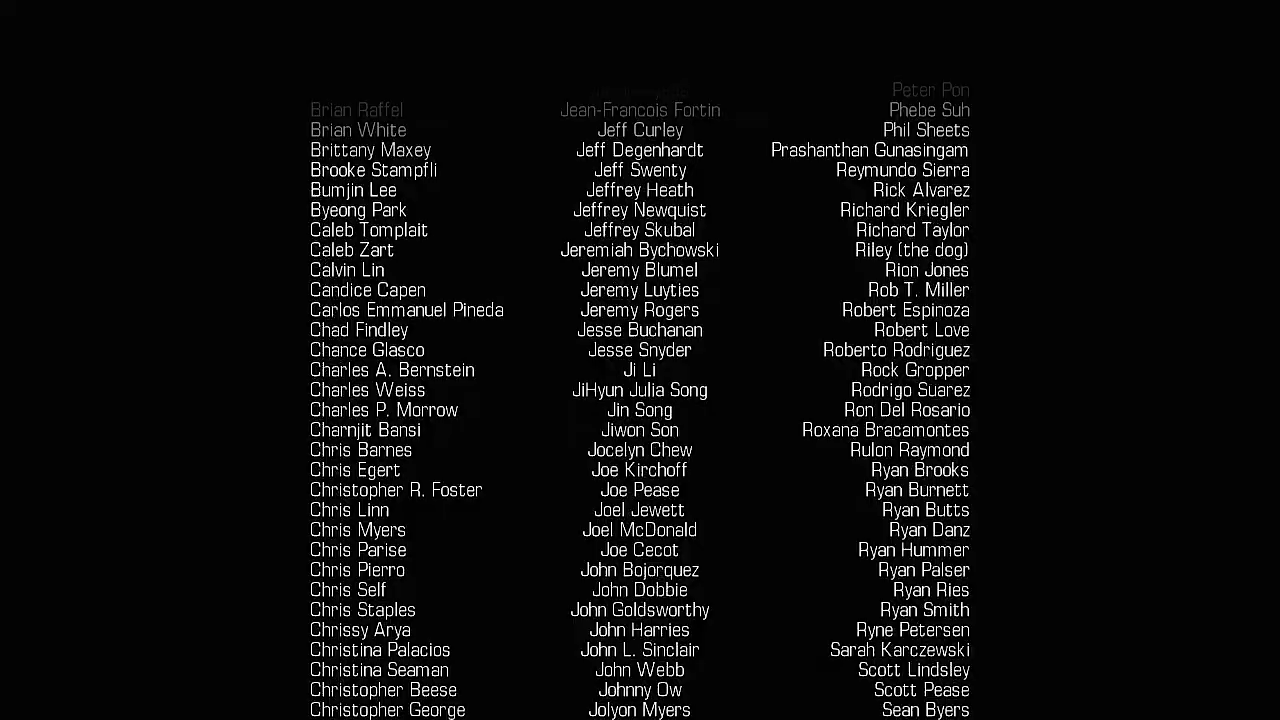 Peter Pon
Brian Raffel Jean-Francois Fortin Phebe Suh
Brian White Jeff Curley Phil Sheets
Brittany Maxey Jeff Degenhardt Prashanthan Gunasingam
Brooke Stampfli Jeff Swenty Reymundo Sierra
Bumjin Lee Jeffrey Heath Rick Alvarez
Byeong Park Jeffrey Newquist Richard Kriegler
Caleb Tomplait Jeffrey Skubal Richard Taylor
Caleb Zart Jeremiah Bychowski Riley (the dog)
Calvin Lin Jeremy Blumel Rion Jones
Candice Capen Jeremy Luyties Rob T. Miller
Carlos Emmanuel Pineda Jeremy Rogers Robert Espinoza
Chad Findley Jesse Buchanan Robert Love
Chance Glasco Jesse Snyder Roberto Rodriguez
Charles A. Bernstein Ji Li Rock Gropper
Charles Weiss JiHyun Julia Song Rodrigo Suarez
Charles P. Morrow Jin Song Ron Del Rosario
Charnjit Bansi Jiwon Son Roxana Bracamontes
Chris Barnes Jocelyn Chew Rulon Raymond
Chris Egert Joe Kirchoff Ryan Brooks
Christopher R. Foster Joe Pease Ryan Burnett
Chris Linn Joel Jewett Ryan Butts
Chris Myers Joel McDonald Ryan Danz
Chris Parise Joe Cecot Ryan Hummer
Chris Pierro John Bojorquez Ryan Palser
Chris Self John Dobbie Ryan Ries
Chris Staples John Goldsworthy Ryan Smith
Chrissy Arya John Harries Ryne Petersen
Christina Palacios John L. Sinclair Sarah Karczewski
Christina Seaman John Webb Scott Lindsley
Christopher Beese Johnny Ow Scott Pease
Christopher George Jolyon Myers Sean Byers